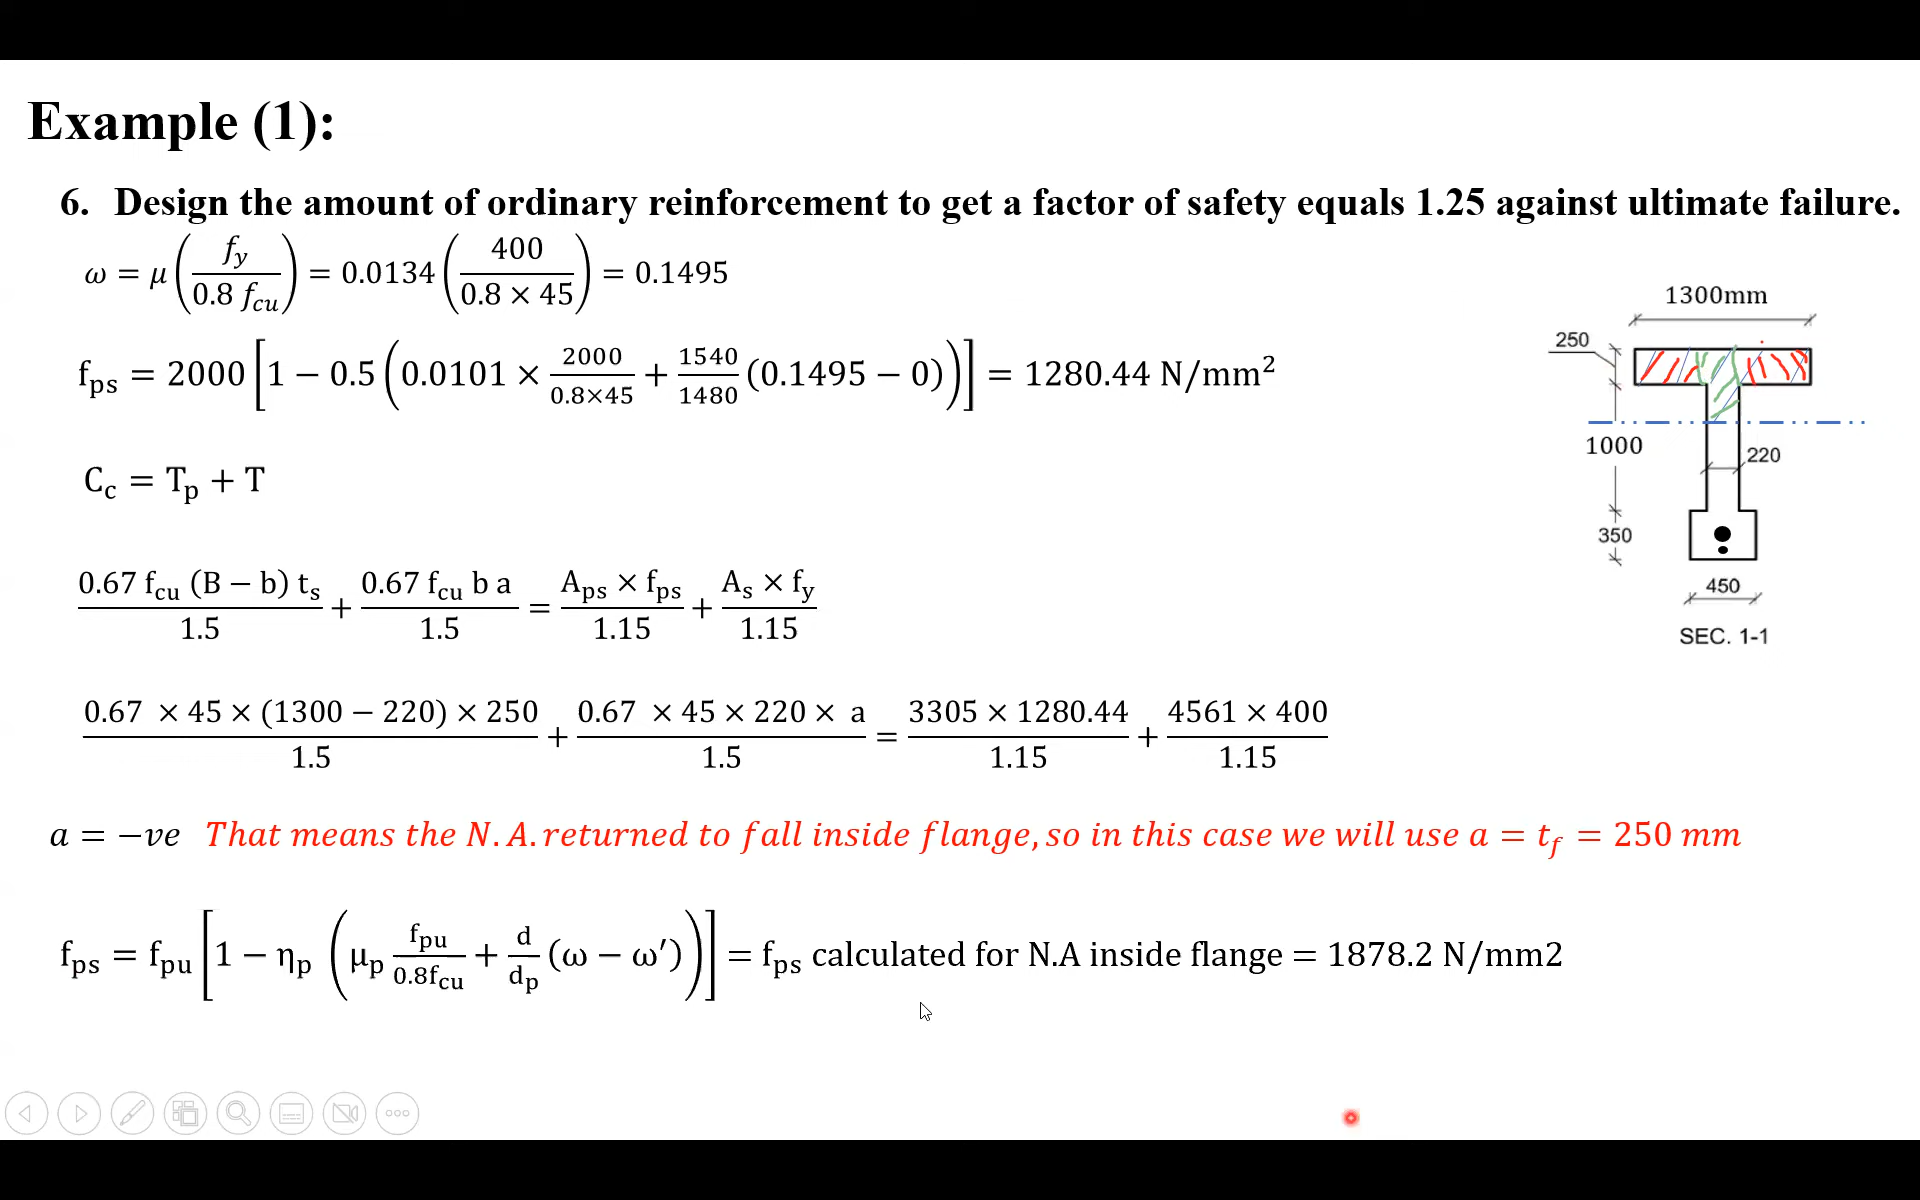 Example (1):
6. Design the amount of ordinary reinforcement to get a factor of safety equals 1.25 against ultimate failure.
ω = μ (f_y / 0.8 f_cu) = 0.0134 (400 / 0.8 × 45) = 0.1495
f_ps = 2000 [1 − 0.5 (0.0101 × 2000 / 0.8×45 + 1540 / 1480 (0.1495 − 0))] = 1280.44 N/mm²
C_c = T_p + T
0.67 f_cu (B − b) t_s / 1.5 + 0.67 f_cu b a / 1.5 = A_ps × f_ps / 1.15 + A_s × f_y / 1.15
0.67 × 45 × (1300 − 220) × 250 / 1.5 + 0.67 × 45 × 220 × a / 1.5 = 3305 × 1280.44 / 1.15 + 4561 × 400 / 1.15
a = −ve That means the N.A. returned to fall inside flange, so in this case we will use a = t_f = 250 mm
f_ps = f_pu [1 − η_p (μ_p f_pu / 0.8f_cu + d / d_p (ω − ω′))] = f_ps calculated for N.A inside flange = 1878.2 N/mm2
1300mm
250
1000
220
350
450
SEC. 1-1